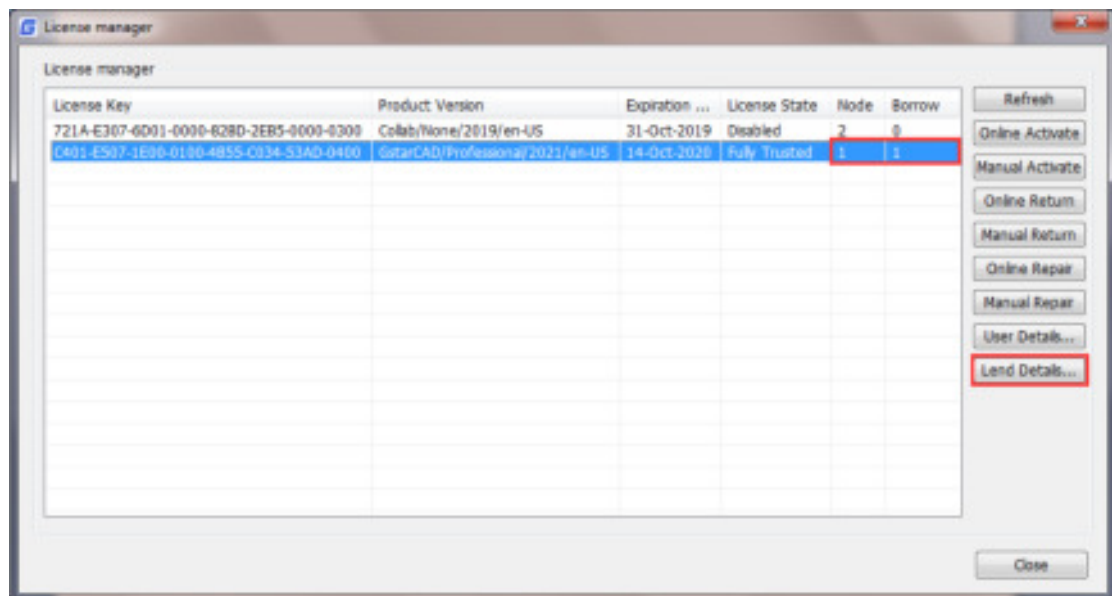 License manager
License manager
License Key Product Version Expiration ... License State Node Borrow
721A-E307-6D01-0000-828D-2EB5-0000-0300 Collab/None/2019/en-US 31-Oct-2019 Disabled 2 0
C401-E507-1E00-0100-4855-C034-53AD-0400 GstarCAD/Professional/2021/en-US 14-Oct-2020 Fully Trusted 1 1
Refresh
Online Activate
Manual Activate
Online Return
Manual Return
Online Repair
Manual Repair
User Details...
Lend Details...
Close